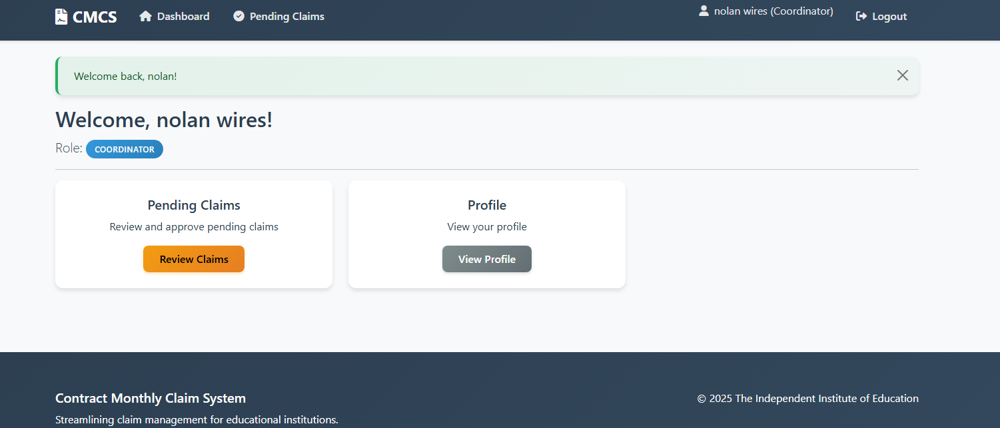 CMCS Dashboard Pending Claims nolan wires (Coordinator) Logout
Welcome back, nolan!
Welcome, nolan wires!
Role: COORDINATOR
Pending Claims
Review and approve pending claims
Review Claims
Profile
View your profile
View Profile
Contract Monthly Claim System
Streamlining claim management for educational institutions.
© 2025 The Independent Institute of Education